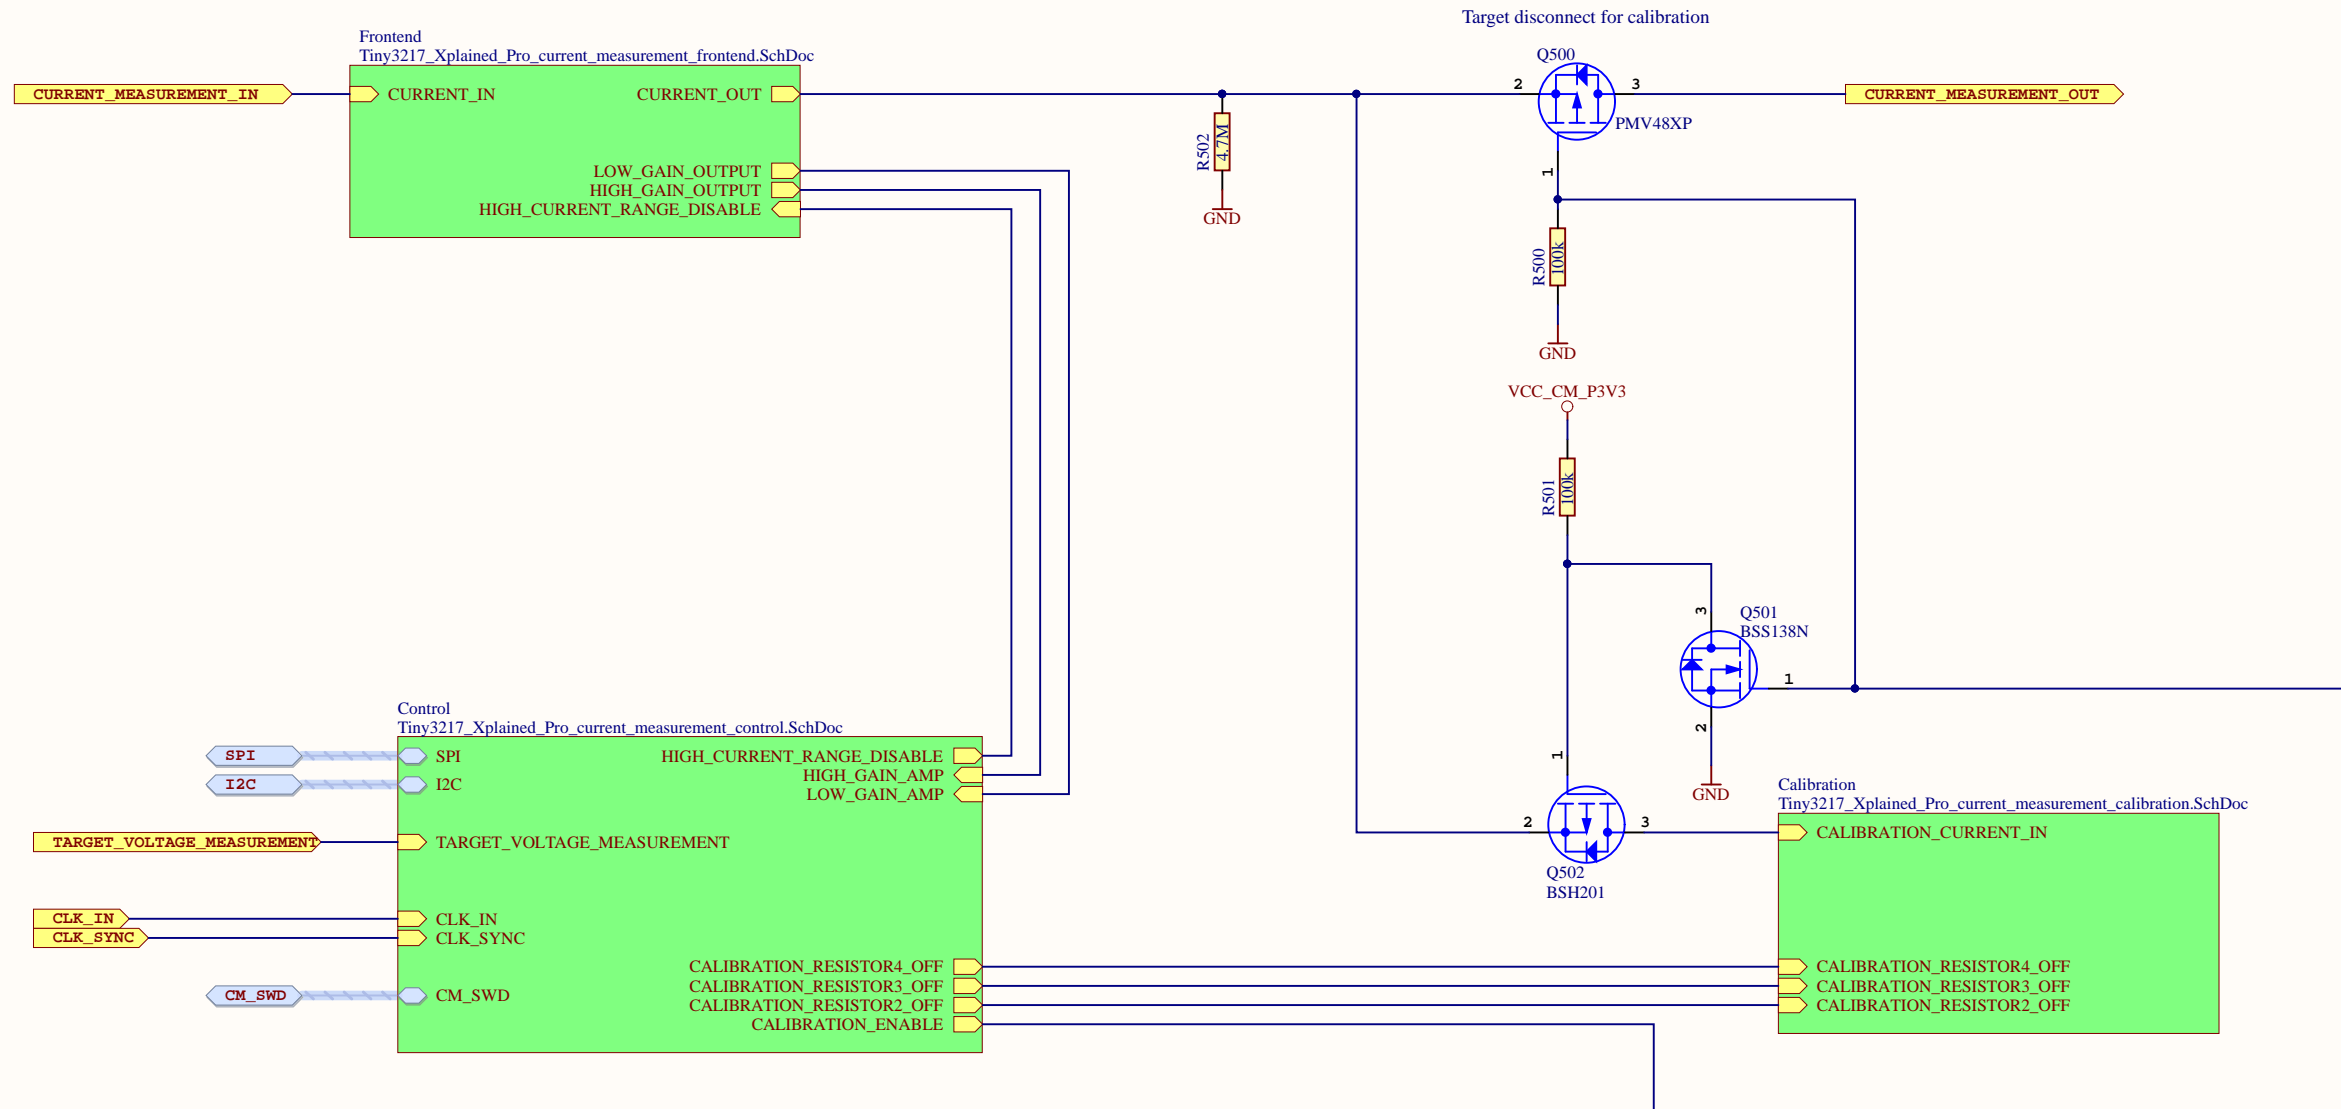 Target disconnect for calibration
Frontend
Tiny3217_Xplained_Pro_current_measurement_frontend.SchDoc
CURRENT_MEASUREMENT_IN
CURRENT_IN
CURRENT_OUT
LOW_GAIN_OUTPUT
HIGH_GAIN_OUTPUT
HIGH_CURRENT_RANGE_DISABLE
R502
4.7M
GND
Q500
2
3
PMV48XP
1
CURRENT_MEASUREMENT_OUT
R500
100k
GND
VCC_CM_P3V3
R501
100k
3
Q501
BSS138N
1
2
GND
1
2
3
Q502
BSH201
Control
Tiny3217_Xplained_Pro_current_measurement_control.SchDoc
SPI
SPI
I2C
I2C
HIGH_CURRENT_RANGE_DISABLE
HIGH_GAIN_AMP
LOW_GAIN_AMP
TARGET_VOLTAGE_MEASUREMENT
TARGET_VOLTAGE_MEASUREMENT
CLK_IN
CLK_IN
CLK_SYNC
CLK_SYNC
CM_SWD
CM_SWD
CALIBRATION_RESISTOR4_OFF
CALIBRATION_RESISTOR3_OFF
CALIBRATION_RESISTOR2_OFF
CALIBRATION_ENABLE
Calibration
Tiny3217_Xplained_Pro_current_measurement_calibration.SchDoc
CALIBRATION_CURRENT_IN
CALIBRATION_RESISTOR4_OFF
CALIBRATION_RESISTOR3_OFF
CALIBRATION_RESISTOR2_OFF